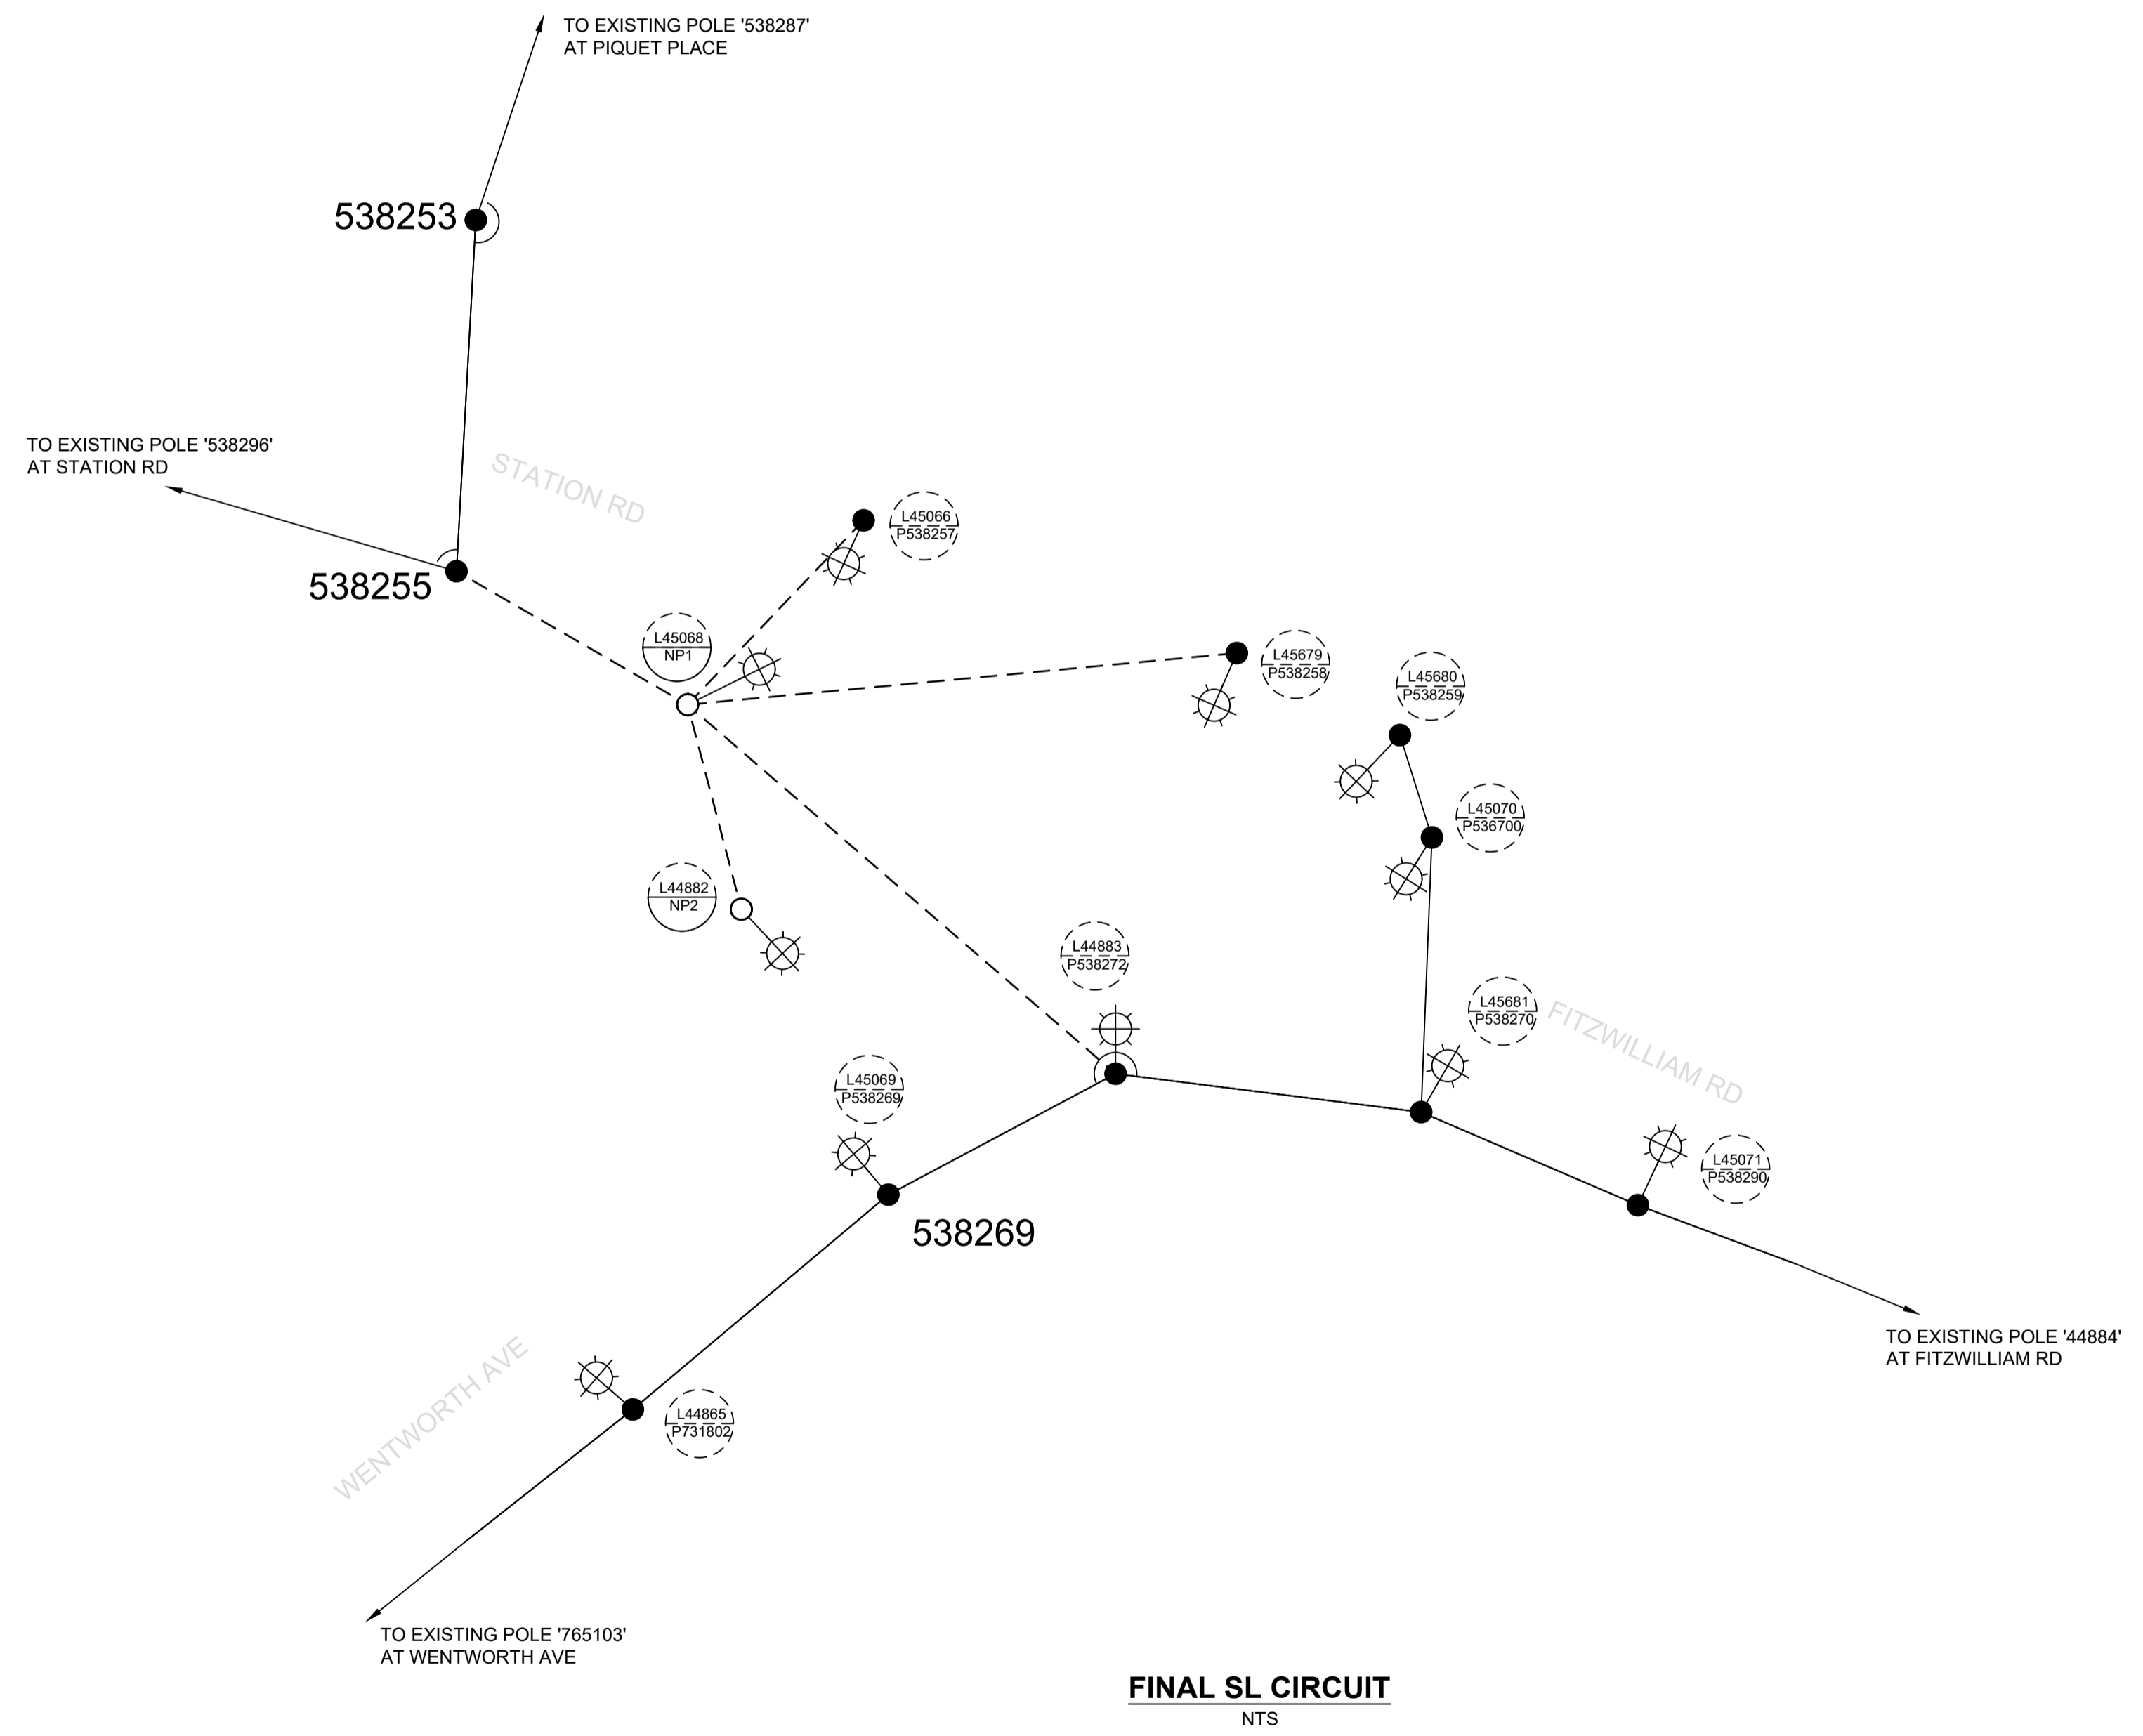 TO EXISTING POLE '538287'
AT PIQUET PLACE
538253
TO EXISTING POLE '538296'
AT STATION RD
STATION RD
538255
L45066
P538257
L45068
NP1
L45679
P538258
L45680
P538259
L45070
P536700
L44882
NP2
L44883
P538272
L45681
P538270
FITZWILLIAM RD
L45069
P538269
538269
L45071
P538290
TO EXISTING POLE '44884'
AT FITZWILLIAM RD
WENTWORTH AVE
L44865
P731802
TO EXISTING POLE '765103'
AT WENTWORTH AVE
FINAL SL CIRCUIT
NTS